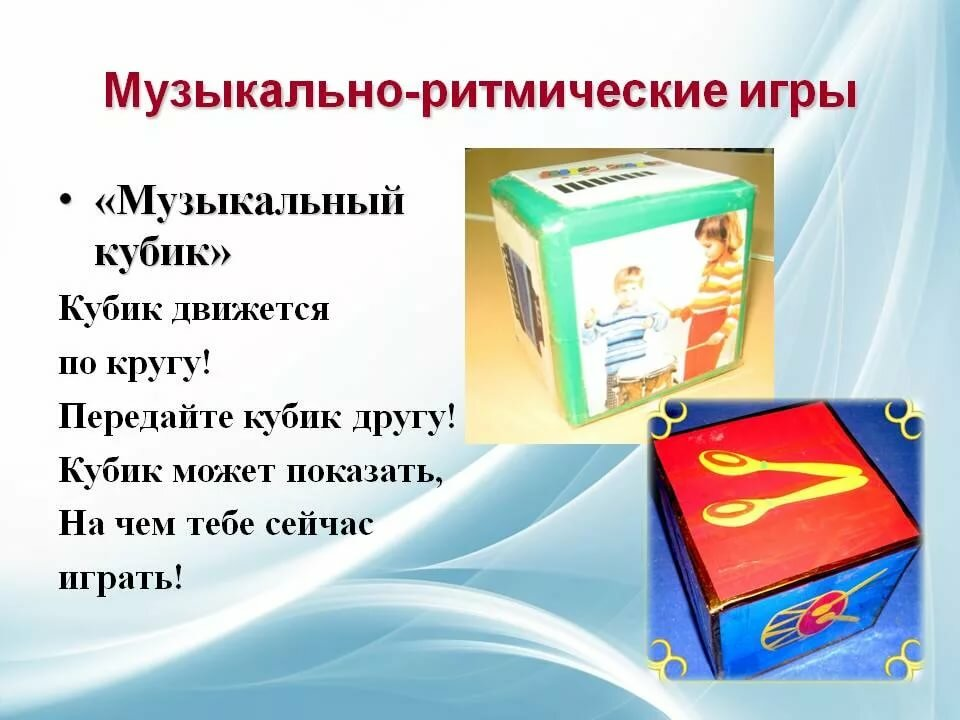 Музыкально-ритмические игры
• «Музыкальный
кубик»
Кубик движется
по кругу!
Передайте кубик другу!
Кубик может показать,
На чем тебе сейчас
играть!